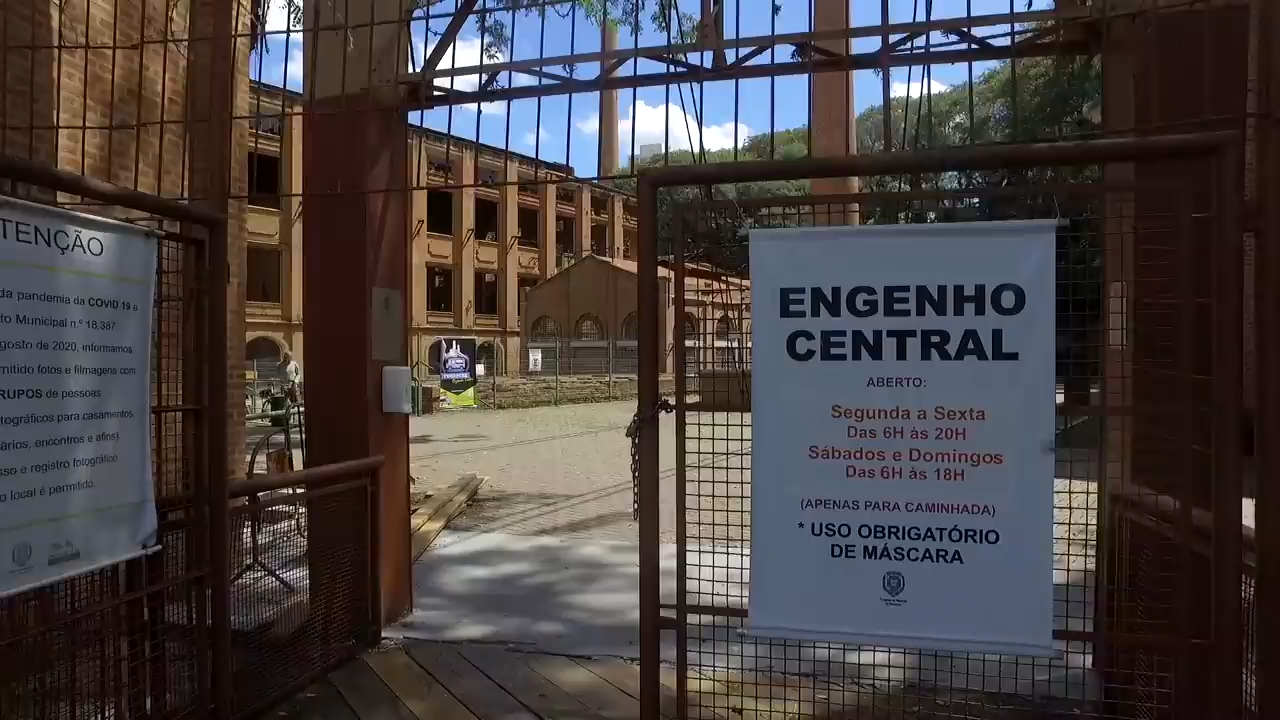 TENÇÃO
da pandemia da COVID 19 e
to Municipal n.º 18.387
gosto de 2020, informamos
mitido fotos e filmagens com
RUPOS de pessoas
tográficos para casamentos,
ários, encontros e afins).
sso e registro fotográfico
o local é permitido.
ENGENHO
CENTRAL
ABERTO:
Segunda a Sexta
Das 6H às 20H
Sábados e Domingos
Das 6H às 18H
(APENAS PARA CAMINHADA)
* USO OBRIGATÓRIO
DE MÁSCARA